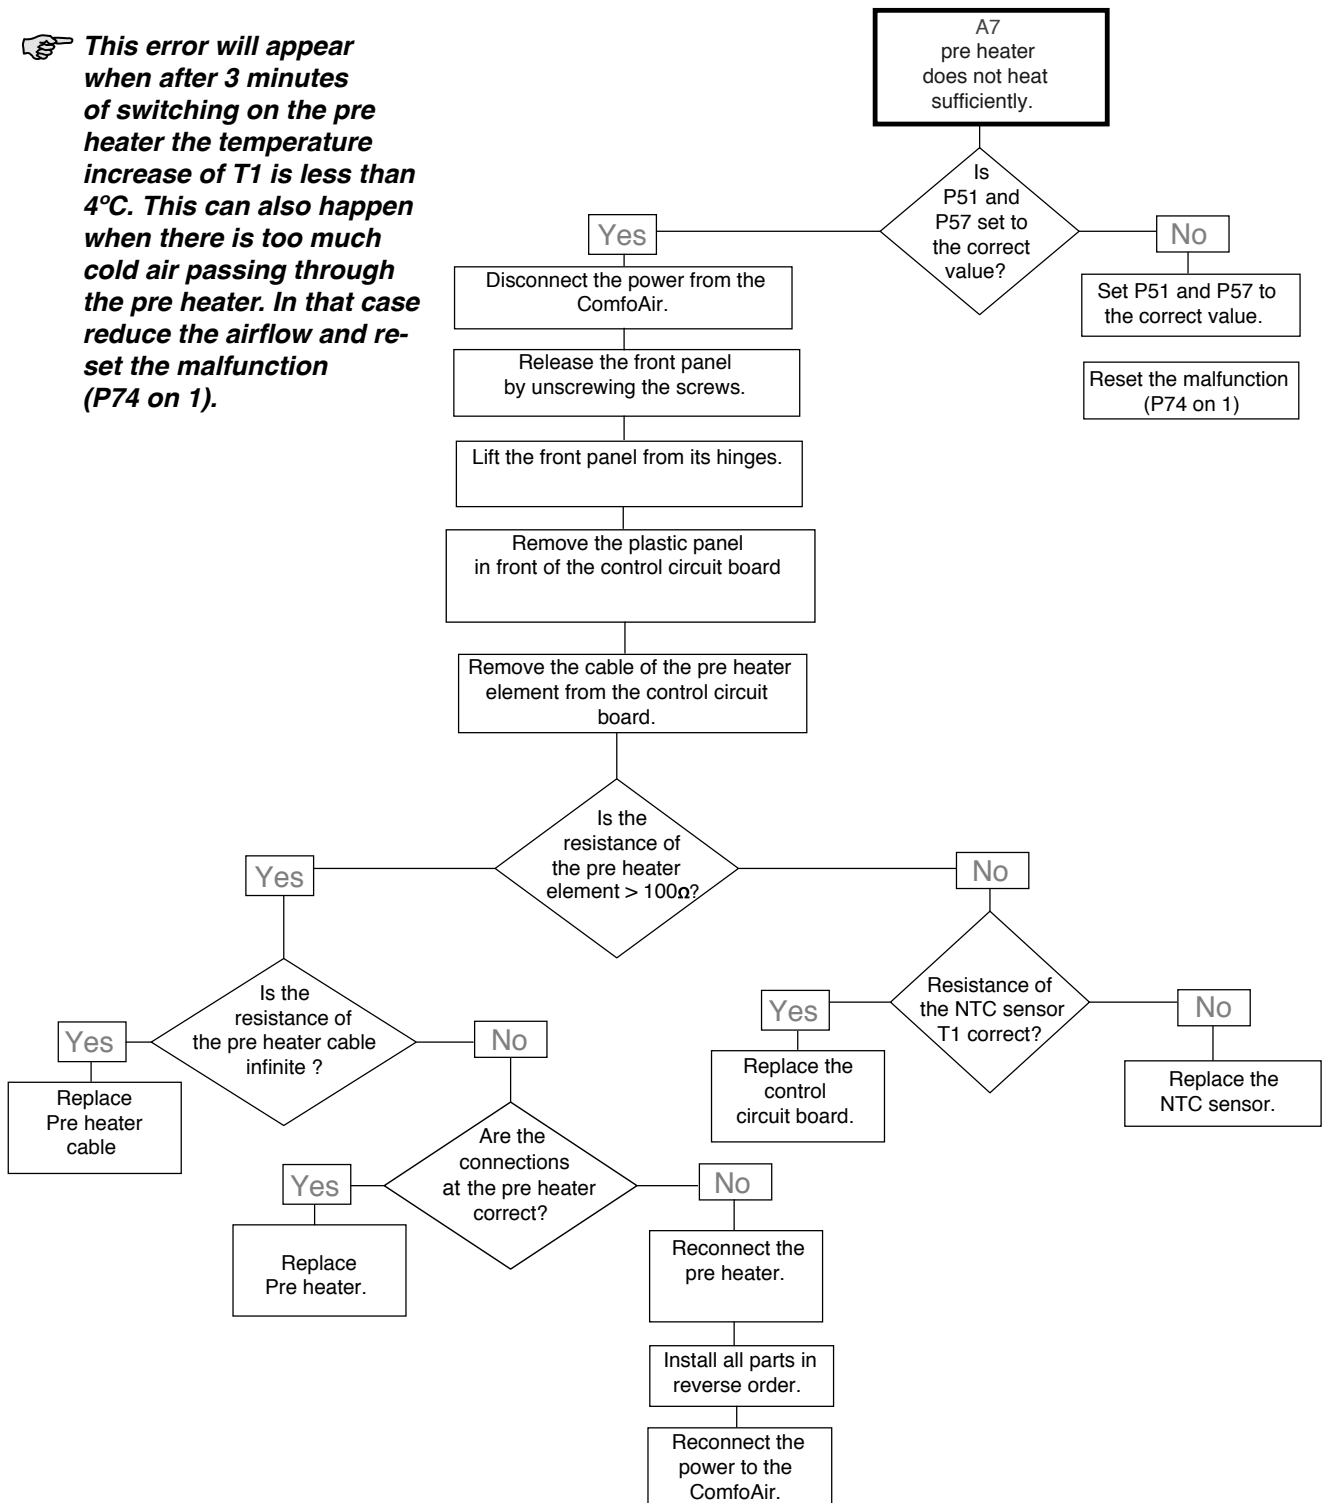 This error will appear
when after 3 minutes
of switching on the pre
heater the temperature
increase of T1 is less than
4ºC. This can also happen
when there is too much
cold air passing through
the pre heater. In that case
reduce the airflow and re-
set the malfunction
(P74 on 1).
A7
pre heater
does not heat
sufficiently.
Is
P51 and
P57 set to
the correct
value?
Yes
No
Disconnect the power from the
ComfoAir.
Set P51 and P57 to
the correct value.
Release the front panel
by unscrewing the screws.
Reset the malfunction
(P74 on 1)
Lift the front panel from its hinges.
Remove the plastic panel
in front of the control circuit board
Remove the cable of the pre heater
element from the control circuit
board.
Is the
resistance of
the pre heater
element > 100Ω?
Yes
No
Is the
resistance of
the pre heater cable
infinite ?
Resistance of
the NTC sensor
T1 correct?
Yes
No
Yes
No
Replace
Pre heater
cable
Replace the
control
circuit board.
Replace the
NTC sensor.
Are the
connections
at the pre heater
correct?
Yes
No
Replace
Pre heater.
Reconnect the
pre heater.
Install all parts in
reverse order.
Reconnect the
power to the
ComfoAir.